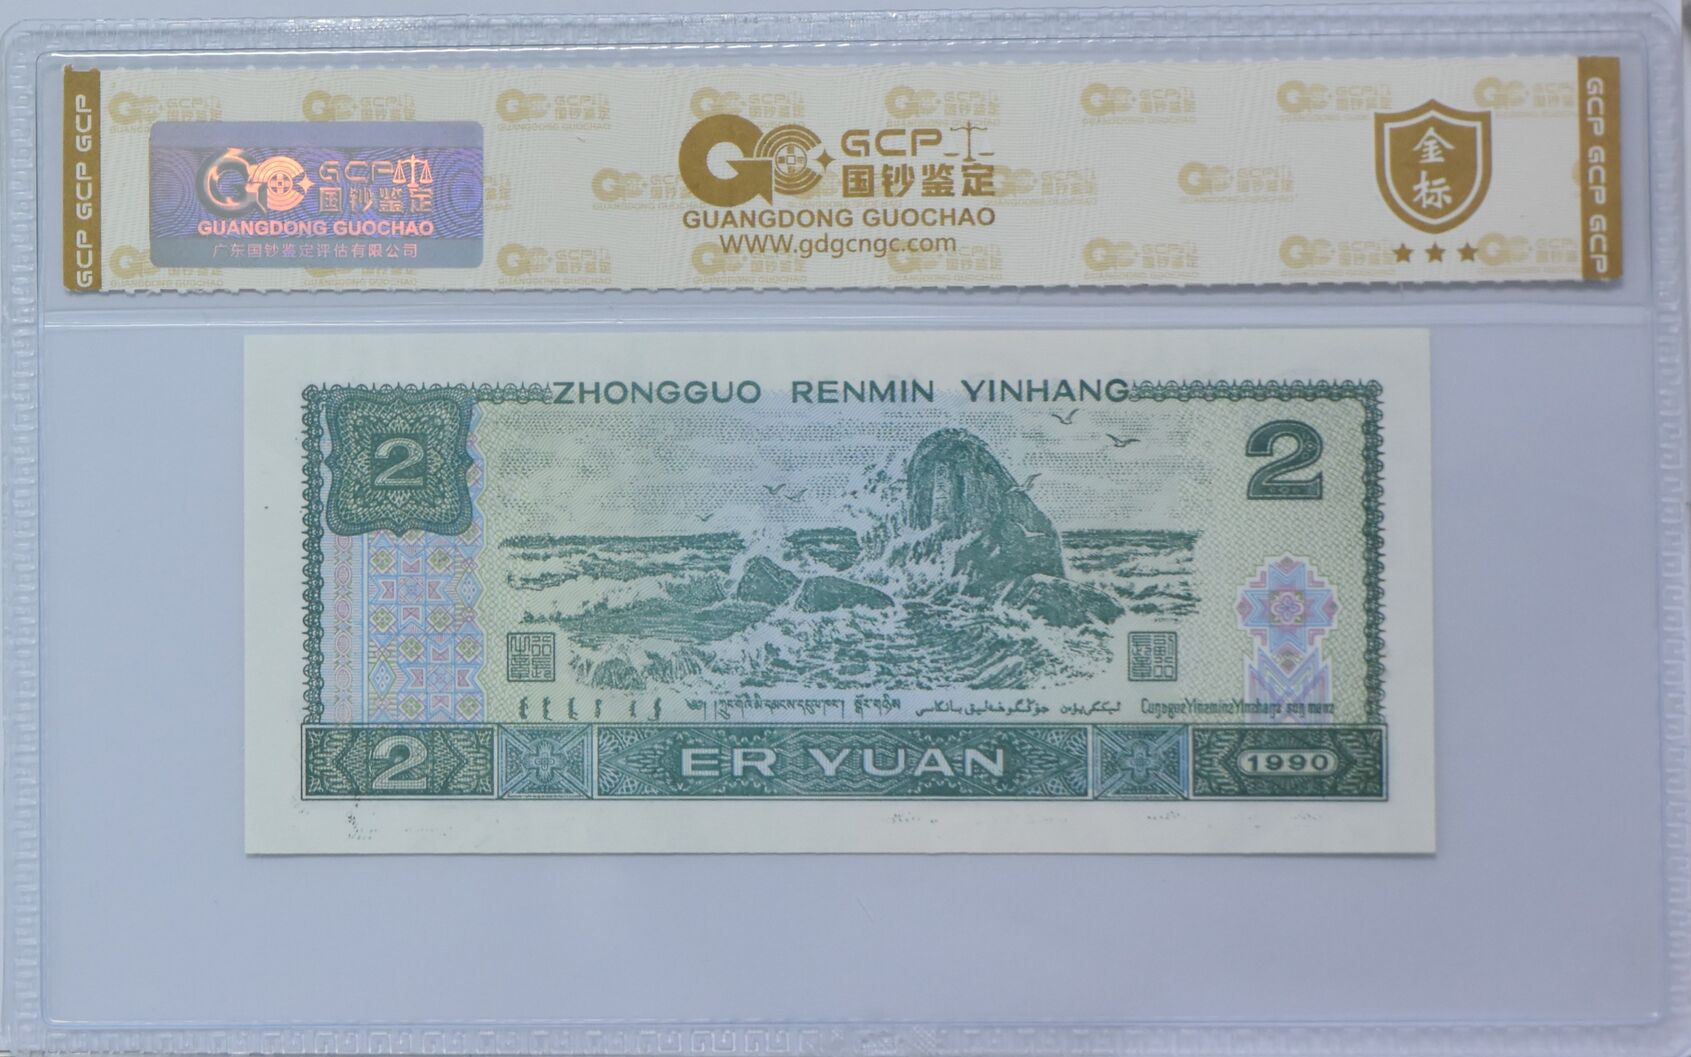 GCP GCP GCP
GCP 国钞鉴定
GUANGDONG GUOCHAO
广东国钞鉴定评估有限公司
GCP
国钞鉴定
GUANGDONG GUOCHAO
WWW.gdgcngc.com
金标
GCP GCP GCP GCP
ZHONGGUO RENMIN YINHANG
2
2
2
ER YUAN
1990